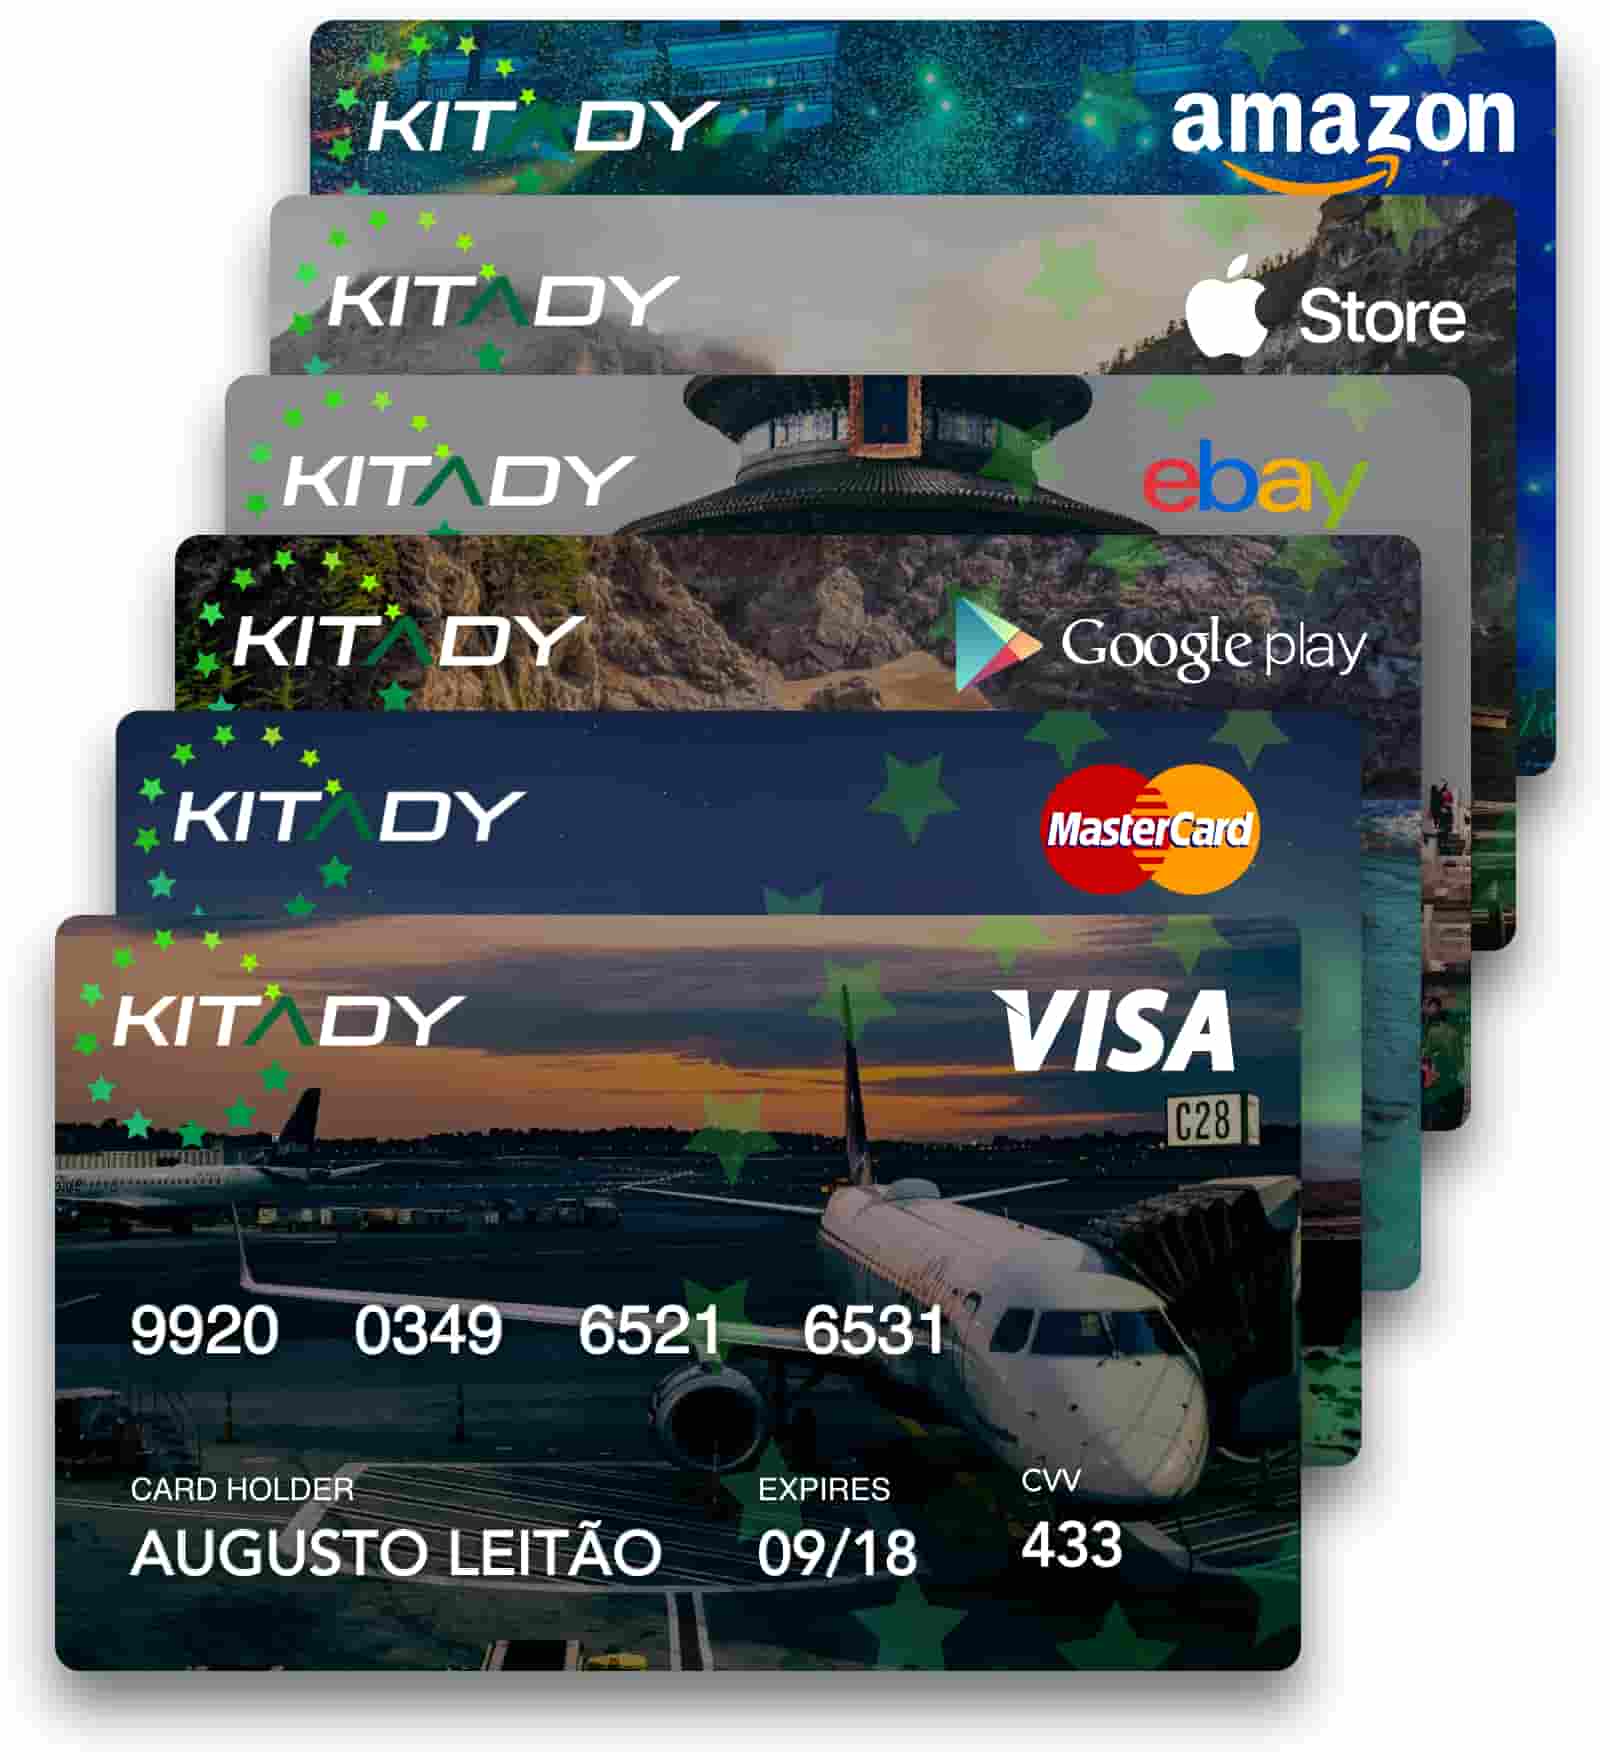 KITADY amazon
KITADY Store
KITADY ebay
KITADY Google play
KITADY MasterCard
KITADY VISA
C28
9920 0349 6521 6531
CARD HOLDER EXPIRES CVV
AUGUSTO LEITÃO 09/18 433